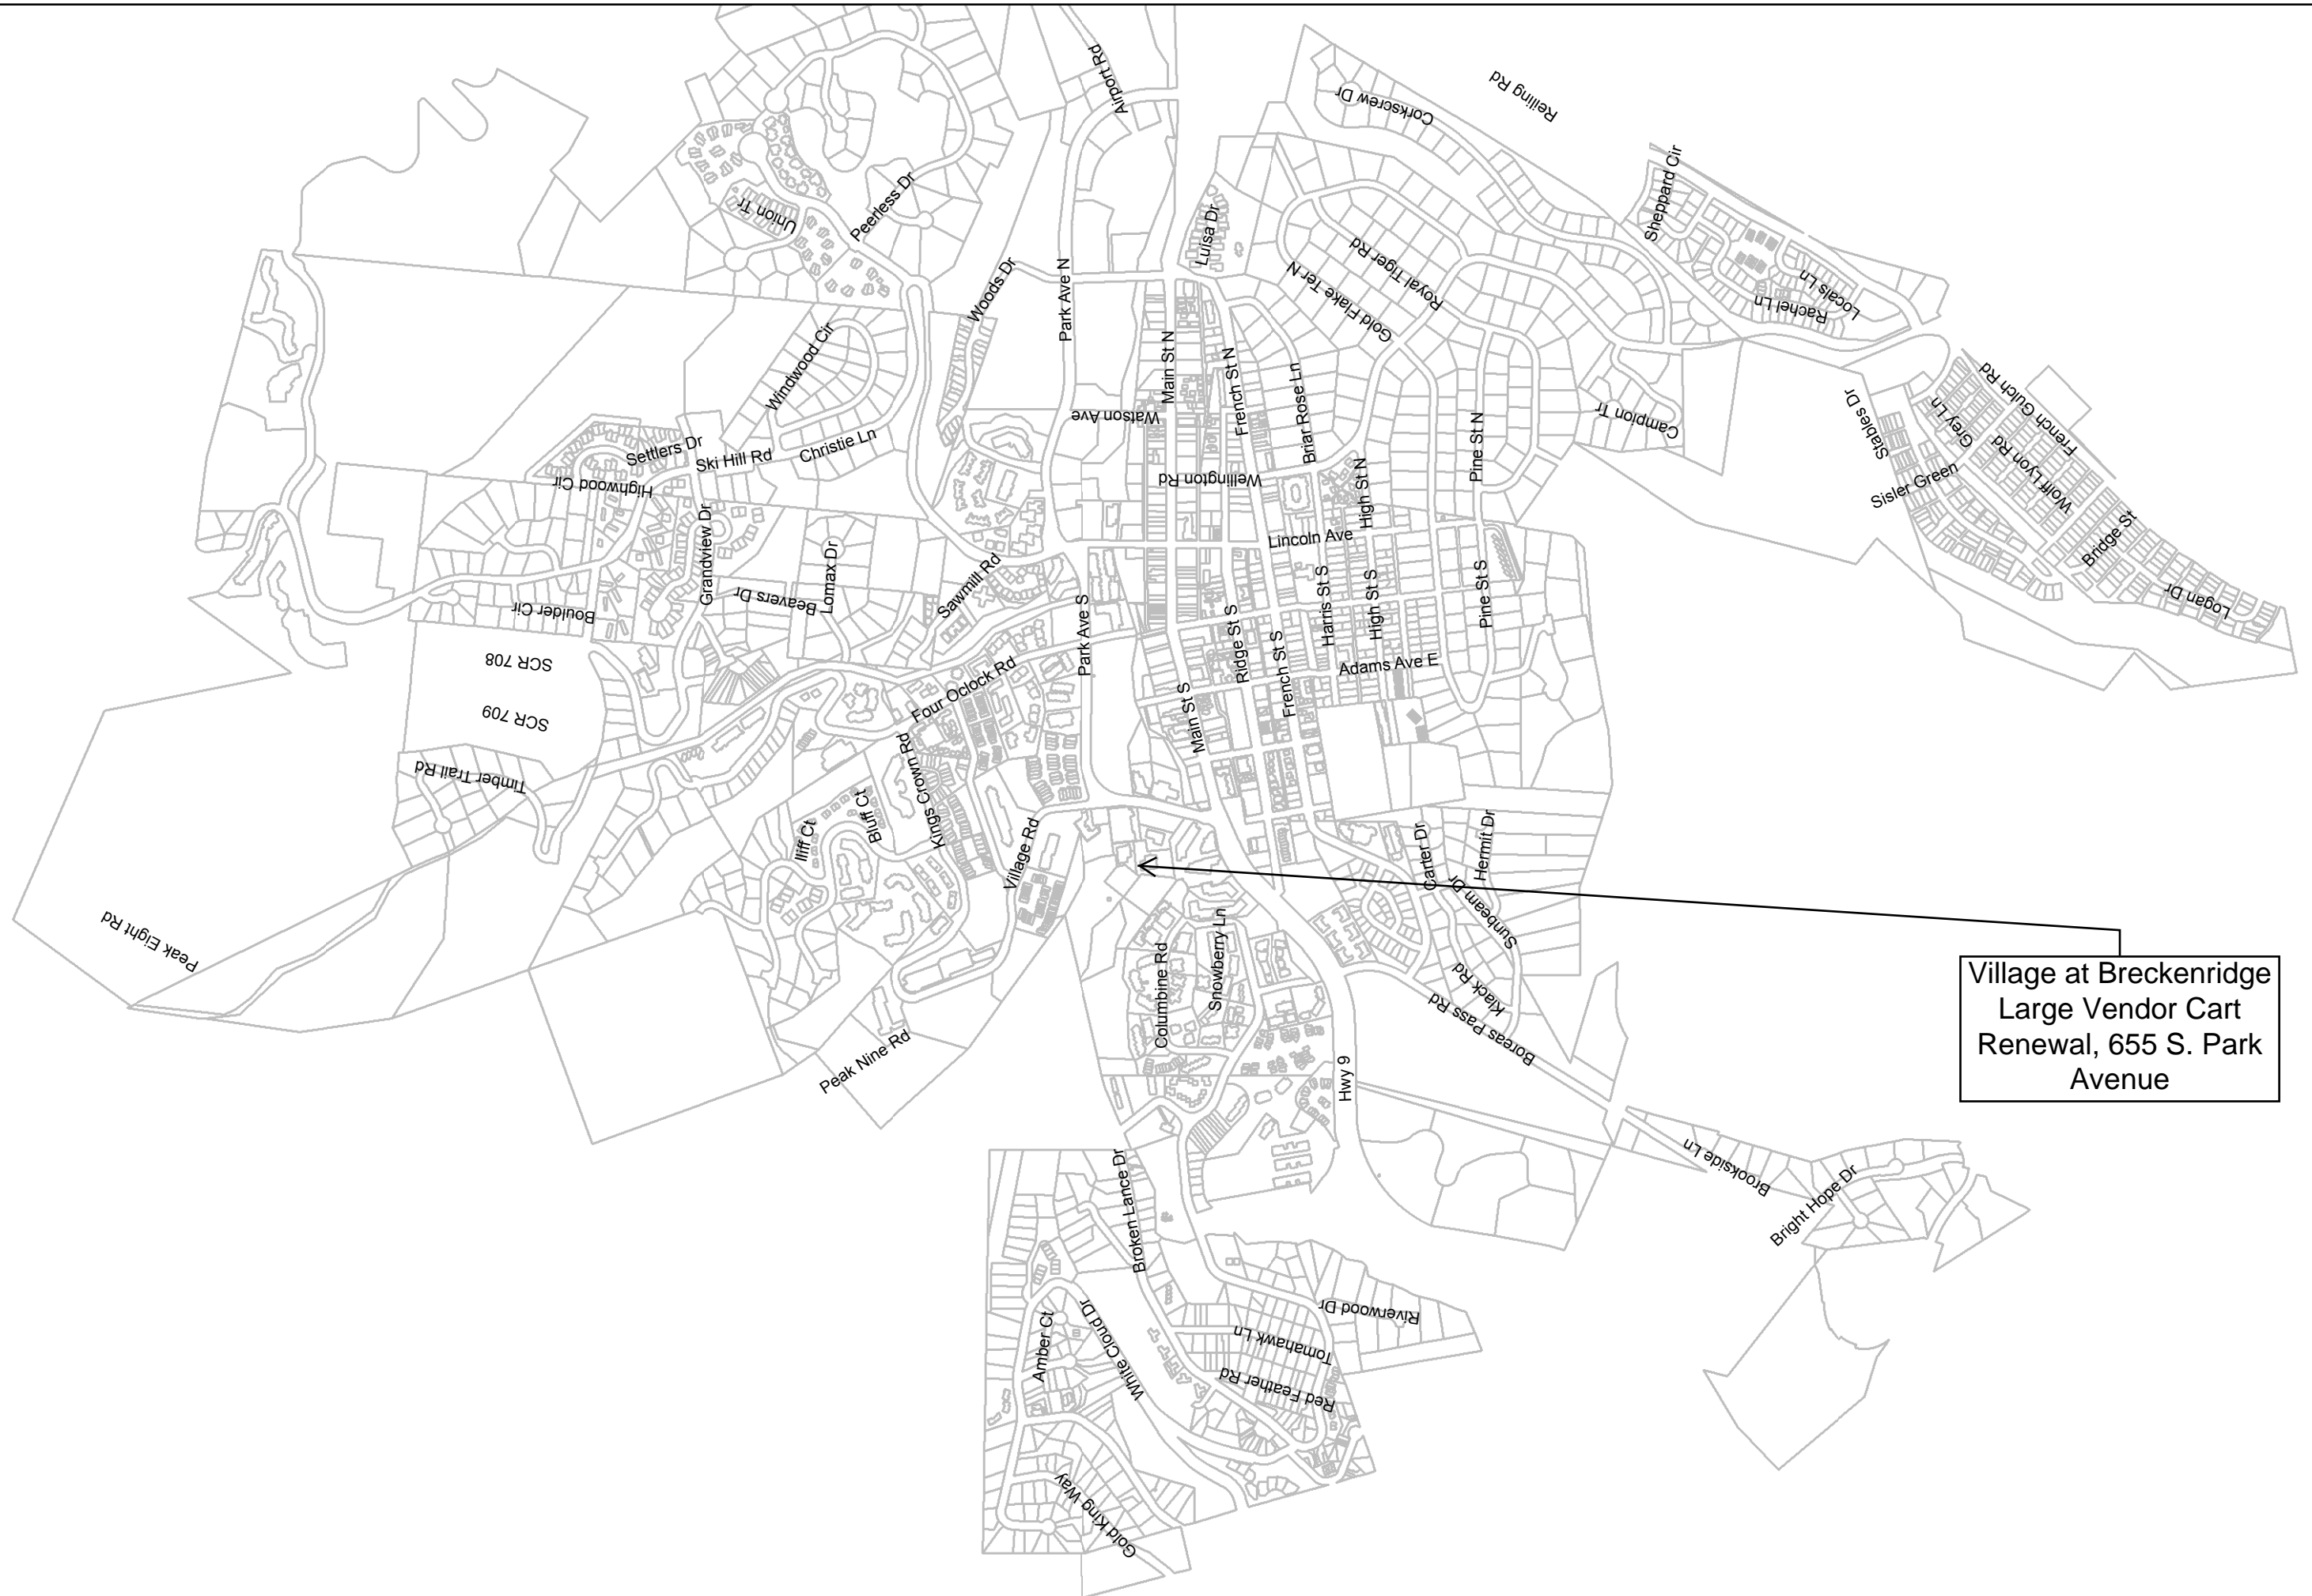 Airport Rd
Reiling Rd
Corkscrew Dr
Sheppard Cir
Peerless Dr
Union Tr
Luisa Dr
Woods Dr
Park Ave N
Gold Flake Ter N
Royal Tiger Rd
Locals Ln
Rachel Ln
Windwood Cir
Main St N
French St N
Briar Rose Ln
French Gulch Rd
Watson Ave
Campion Tr
Stables Dr
Grey Ln
Settlers Dr
Ski Hill Rd
Christie Ln
Pine St N
Wolff Lyon Rd
Highwood Cir
Wellington Rd
High St N
Sisler Green
Grandview Dr
Lincoln Ave
Bridge St
Lomax Dr
Beavers Dr
Sawmill Rd
Boulder Cir
Harris St S
High St S
Pine St S
Logan Dr
Park Ave S
Ridge St S
French St S
SCR 708
Adams Ave E
Four Oclock Rd
SCR 709
Main St S
Timber Trail Rd
Kings Crown Rd
Bluff Ct
Iliff Ct
Village Rd
Carter Dr
Hermit Dr
Sunbeam Dr
Peak Eight Rd
Columbine Rd
Snowberry Ln
Klack Rd
Boreas Pass Rd
Village at Breckenridge
Large Vendor Cart
Renewal, 655 S. Park
Avenue
Peak Nine Rd
Hwy 9
Brookside Ln
Bright Hope Dr
Broken Lance Dr
Riverwood Dr
Amber Ct
White Cloud Dr
Tomahawk Ln
Red Feather Rd
Gold King Way